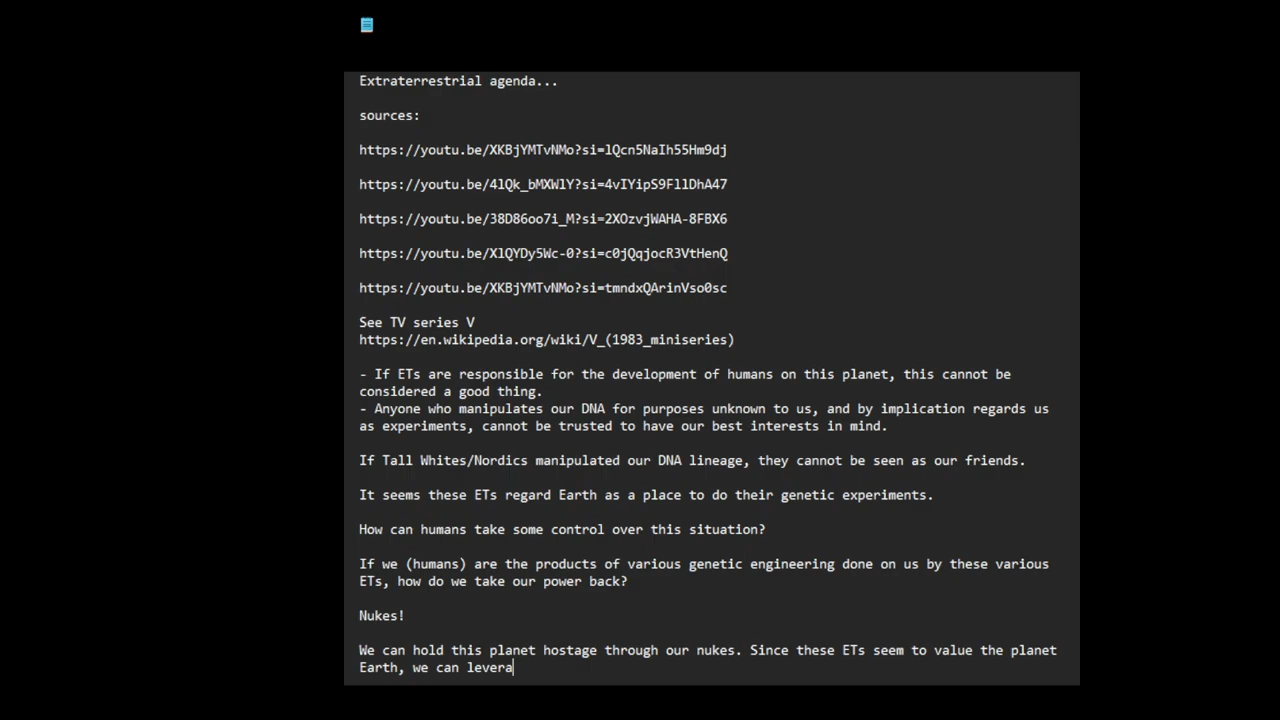 Extraterrestrial agenda...
sources:
https://youtu.be/XKBjYMTvNMo?si=lQcn5NaIh55Hm9dj
https://youtu.be/4lQk_bMXWlY?si=4vIYipS9FllDhA47
https://youtu.be/38D86oo7i_M?si=2XOzvjWAHA-8FBX6
https://youtu.be/XlQYDy5Wc-0?si=c0jQqjocR3VtHenQ
https://youtu.be/XKBjYMTvNMo?si=tmndxQArinVso0sc
See TV series V
https://en.wikipedia.org/wiki/V_(1983_miniseries)
- If ETs are responsible for the development of humans on this planet, this cannot be
considered a good thing.
- Anyone who manipulates our DNA for purposes unknown to us, and by implication regards us
as experiments, cannot be trusted to have our best interests in mind.
If Tall Whites/Nordics manipulated our DNA lineage, they cannot be seen as our friends.
It seems these ETs regard Earth as a place to do their genetic experiments.
How can humans take some control over this situation?
If we (humans) are the products of various genetic engineering done on us by these various
ETs, how do we take our power back?
Nukes!
We can hold this planet hostage through our nukes. Since these ETs seem to value the planet
Earth, we can levera